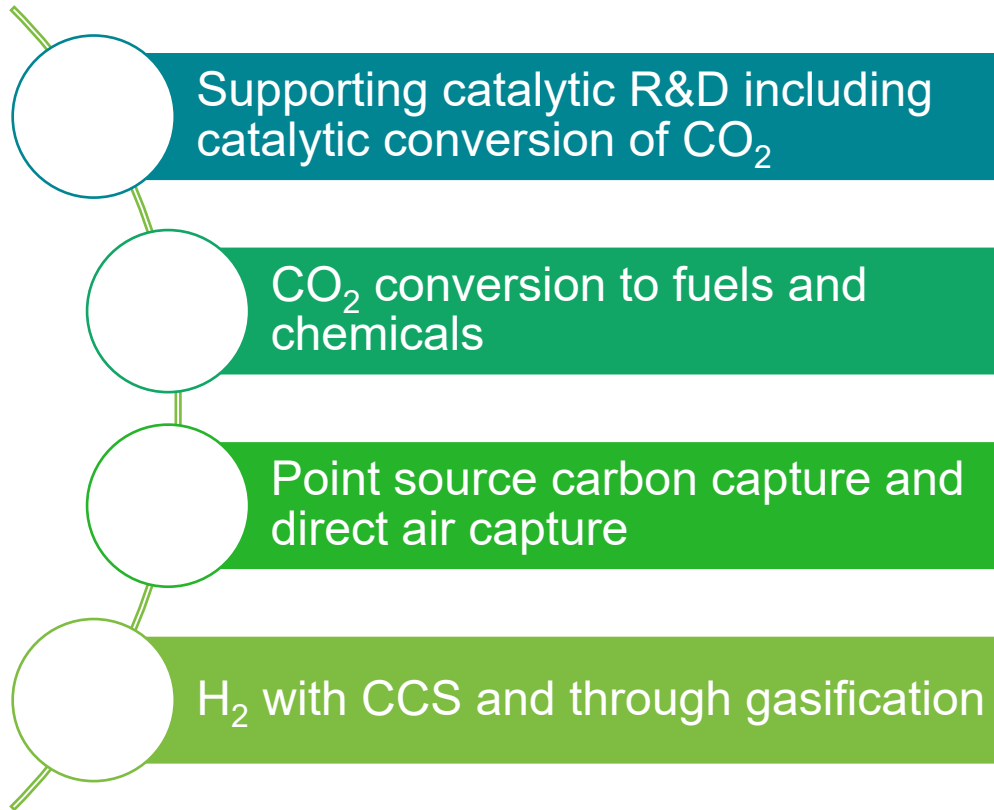 Supporting catalytic R&D including
catalytic conversion of CO₂
CO₂ conversion to fuels and
chemicals
Point source carbon capture and
direct air capture
H₂ with CCS and through gasification